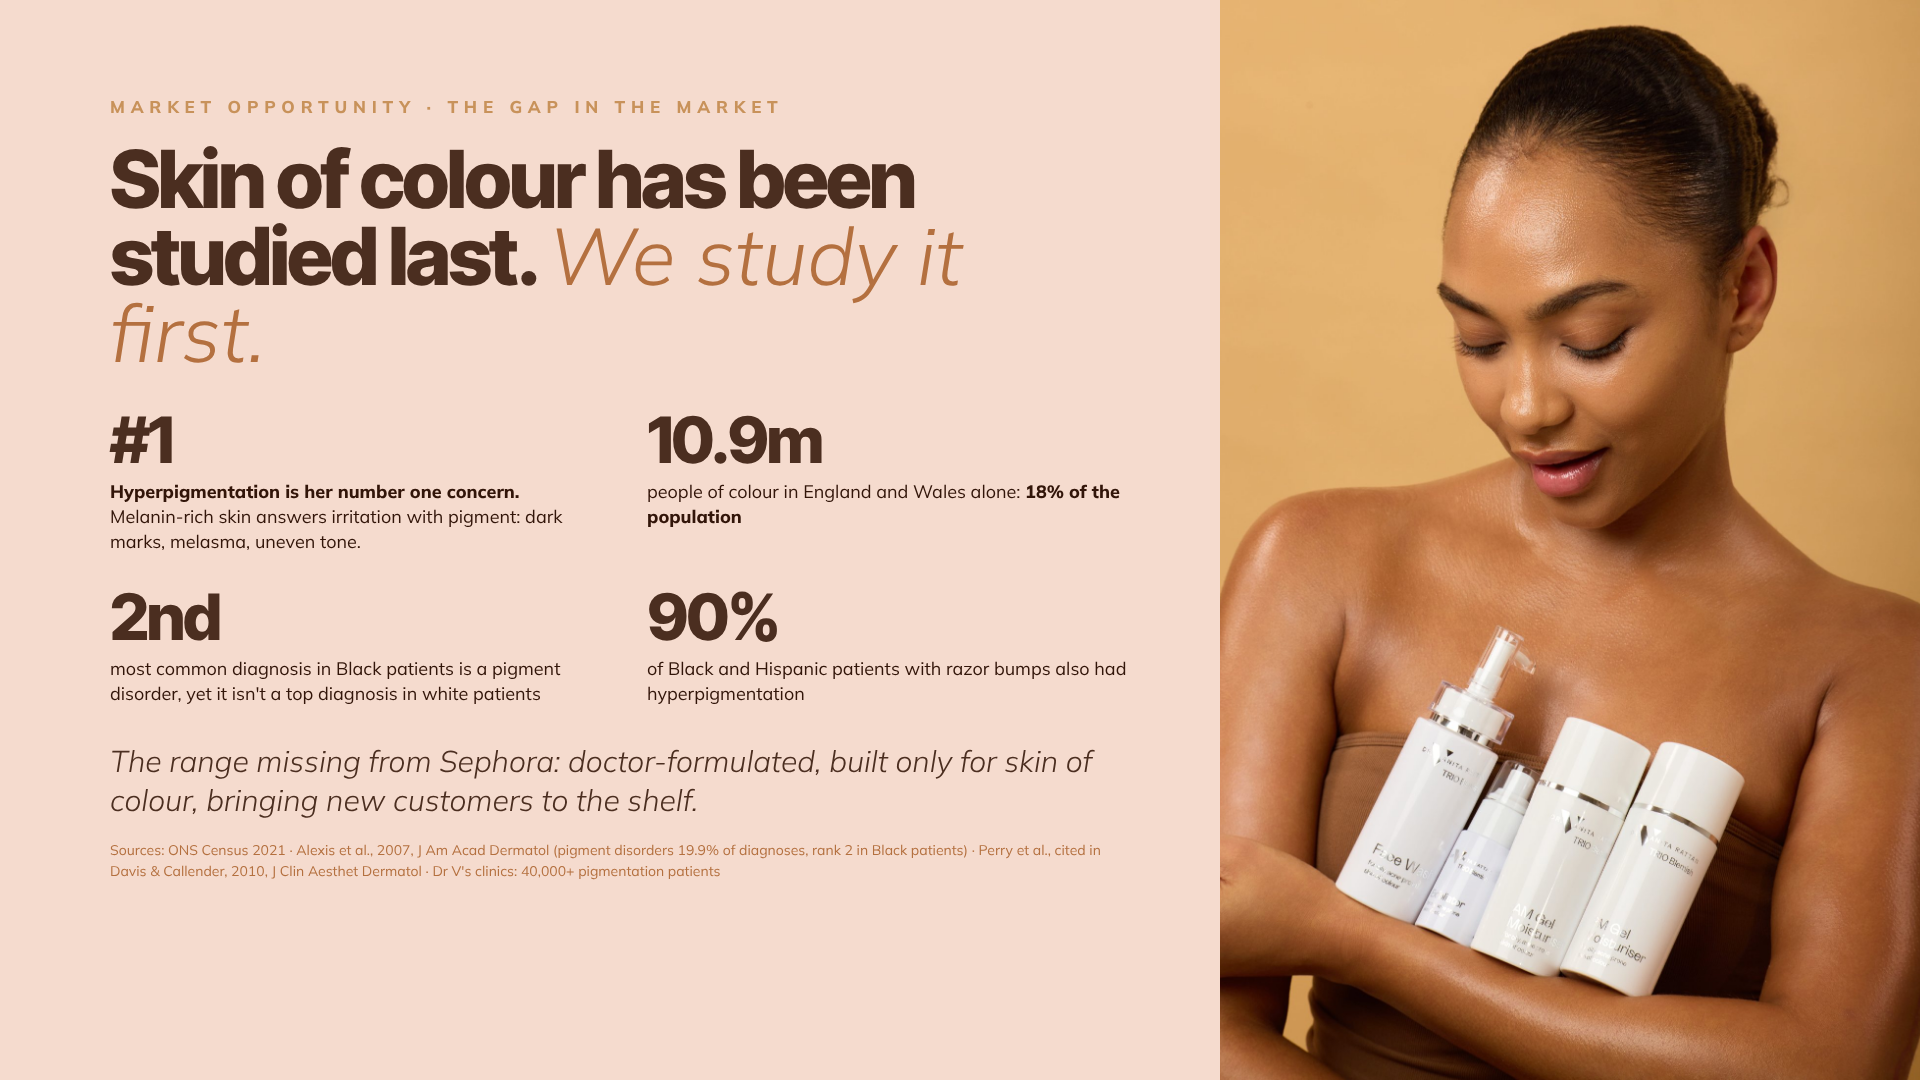 MARKET OPPORTUNITY · THE GAP IN THE MARKET
Skin of colour has been
studied last. We study it
first.
#1
Hyperpigmentation is her number one concern.
Melanin-rich skin answers irritation with pigment: dark
marks, melasma, uneven tone.
10.9m
people of colour in England and Wales alone: 18% of the
population
2nd
most common diagnosis in Black patients is a pigment
disorder, yet it isn't a top diagnosis in white patients
90%
of Black and Hispanic patients with razor bumps also had
hyperpigmentation
The range missing from Sephora: doctor-formulated, built only for skin of
colour, bringing new customers to the shelf.
Sources: ONS Census 2021 · Alexis et al., 2007, J Am Acad Dermatol (pigment disorders 19.9% of diagnoses, rank 2 in Black patients) · Perry et al., cited in
Davis & Callender, 2010, J Clin Aesthet Dermatol · Dr V's clinics: 40,000+ pigmentation patients
Face
TRIO
AM Gel
TRIO
Gel